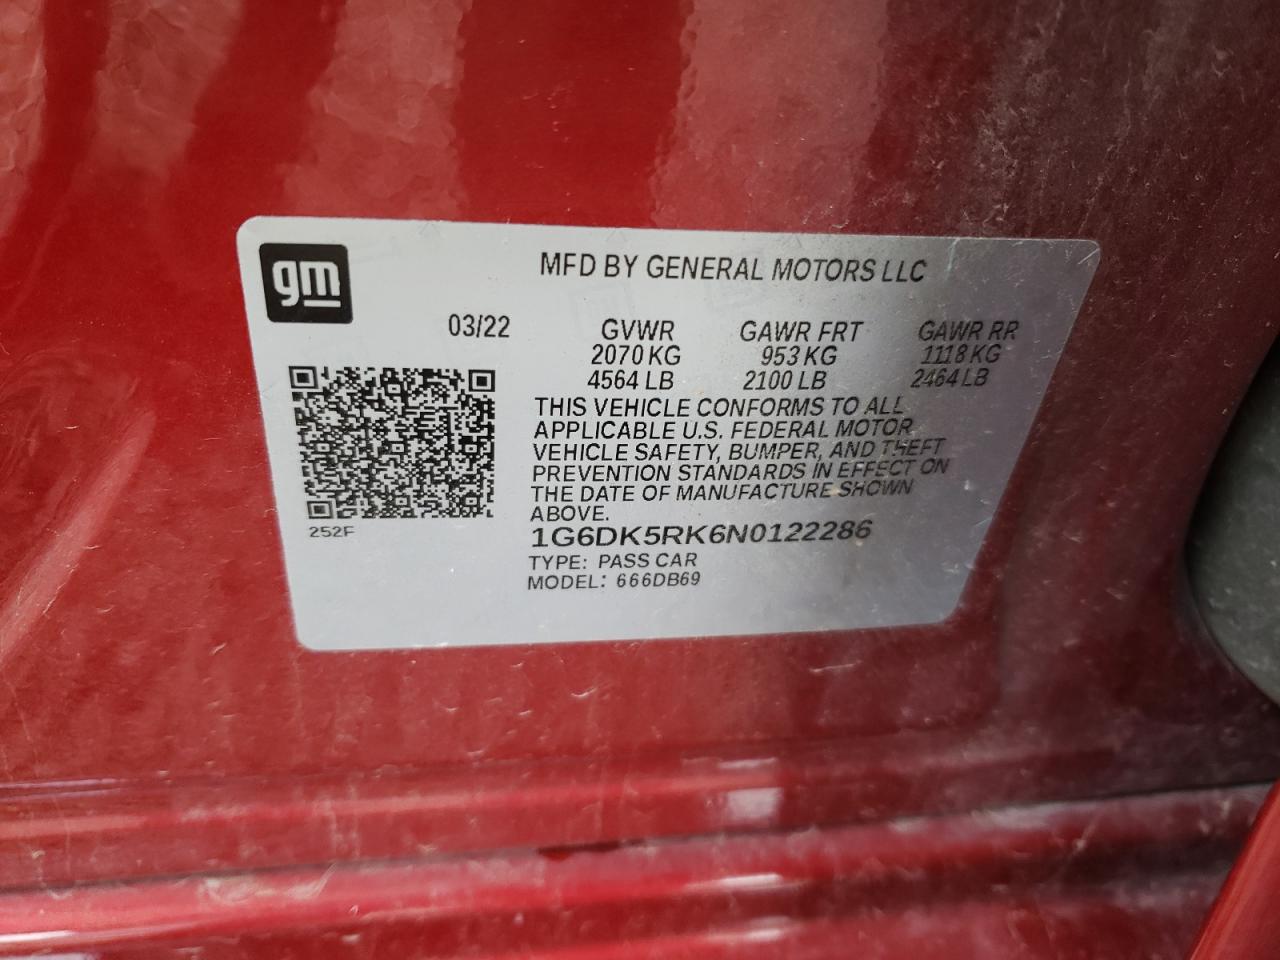 gm
MFD BY GENERAL MOTORS LLC
03/22 GVWR GAWR FRT GAWR RR
2070 KG 953 KG 1118 KG
4564 LB 2100 LB 2464 LB
THIS VEHICLE CONFORMS TO ALL
APPLICABLE U.S. FEDERAL MOTOR
VEHICLE SAFETY, BUMPER, AND THEFT
PREVENTION STANDARDS IN EFFECT ON
THE DATE OF MANUFACTURE SHOWN
ABOVE.
252F
1G6DK5RK6N0122286
TYPE: PASS CAR
MODEL: 666DB69